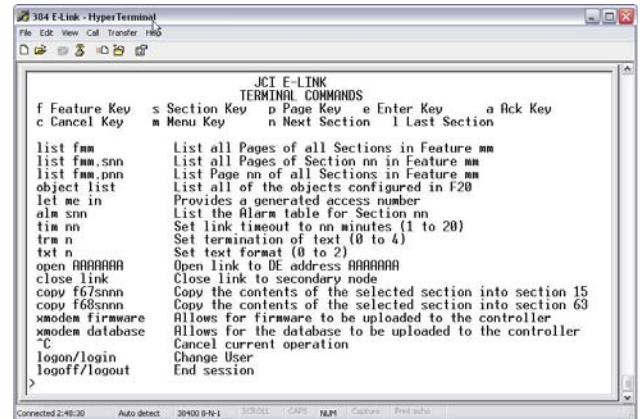 384 E-Link - HyperTerminal
File Edit View Call Transfer Help
JCI E-LINK
TERMINAL COMMANDS
f Feature Key s Section Key p Page Key e Enter Key a Ack Key
c Cancel Key m Menu Key n Next Section l Last Section
list fmm List all Pages of all Sections in Feature mm
list fmm,snn List all Pages of Section nn in Feature mm
list fmm,pnn List Page nn of all Sections in Feature mm
object list List all of the objects configured in F20
let me in Provides a generated access number
alm snn List the Alarm table for Section nn
tim nn Set link timeout to nn minutes (1 to 20)
trm n Set termination of text (0 to 4)
txt n Set text format (0 to 2)
open AAAAAAA Open link to DE address AAAAAAA
close link Close link to secondary node
copy f67snnn Copy the contents of the selected section into section 15
copy f68snnn Copy the contents of the selected section into section 63
xmodem firmware Allows for firmware to be uploaded to the controller
xmodem database Allows for the database to be uploaded to the controller
^C Cancel current operation
logon/login Change User
logoff/logout End session
>
Connected 2:48:30 Auto detect 38400 8-N-1 SCROLL CAPS NUM Capture Print echo